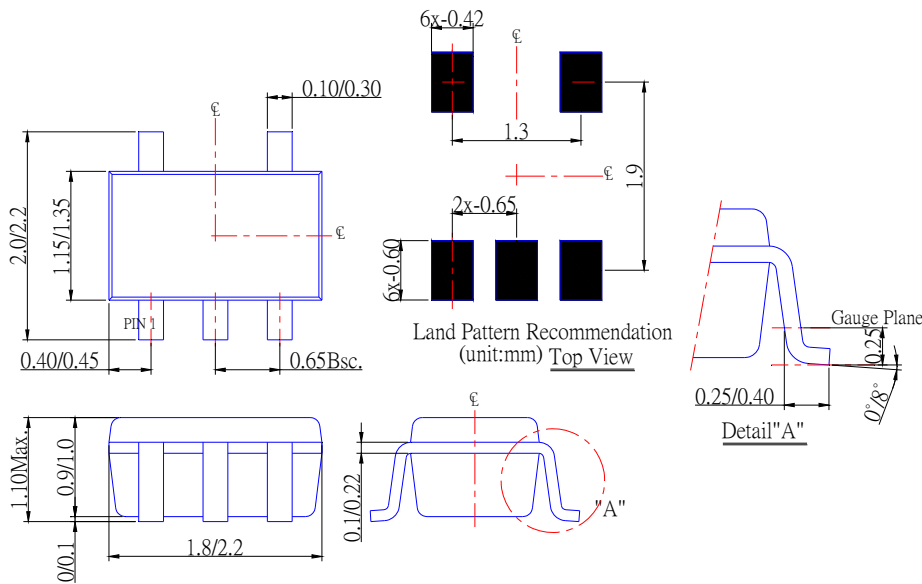 6x-0.42
℄
0.10/0.30
℄
1.3
2.0/2.2
1.15/1.35
℄
℄
1.9
2x-0.65
6x-0.60
PIN 1
Land Pattern Recommendation
(unit:mm) Top View
Gauge Plane
0.25
0.40/0.45
0.65Bsc.
0.25/0.40
0°/8°
Detail"A"
℄
1.10Max.
0.9/1.0
0.1/0.22
"A"
0/0.1
1.8/2.2